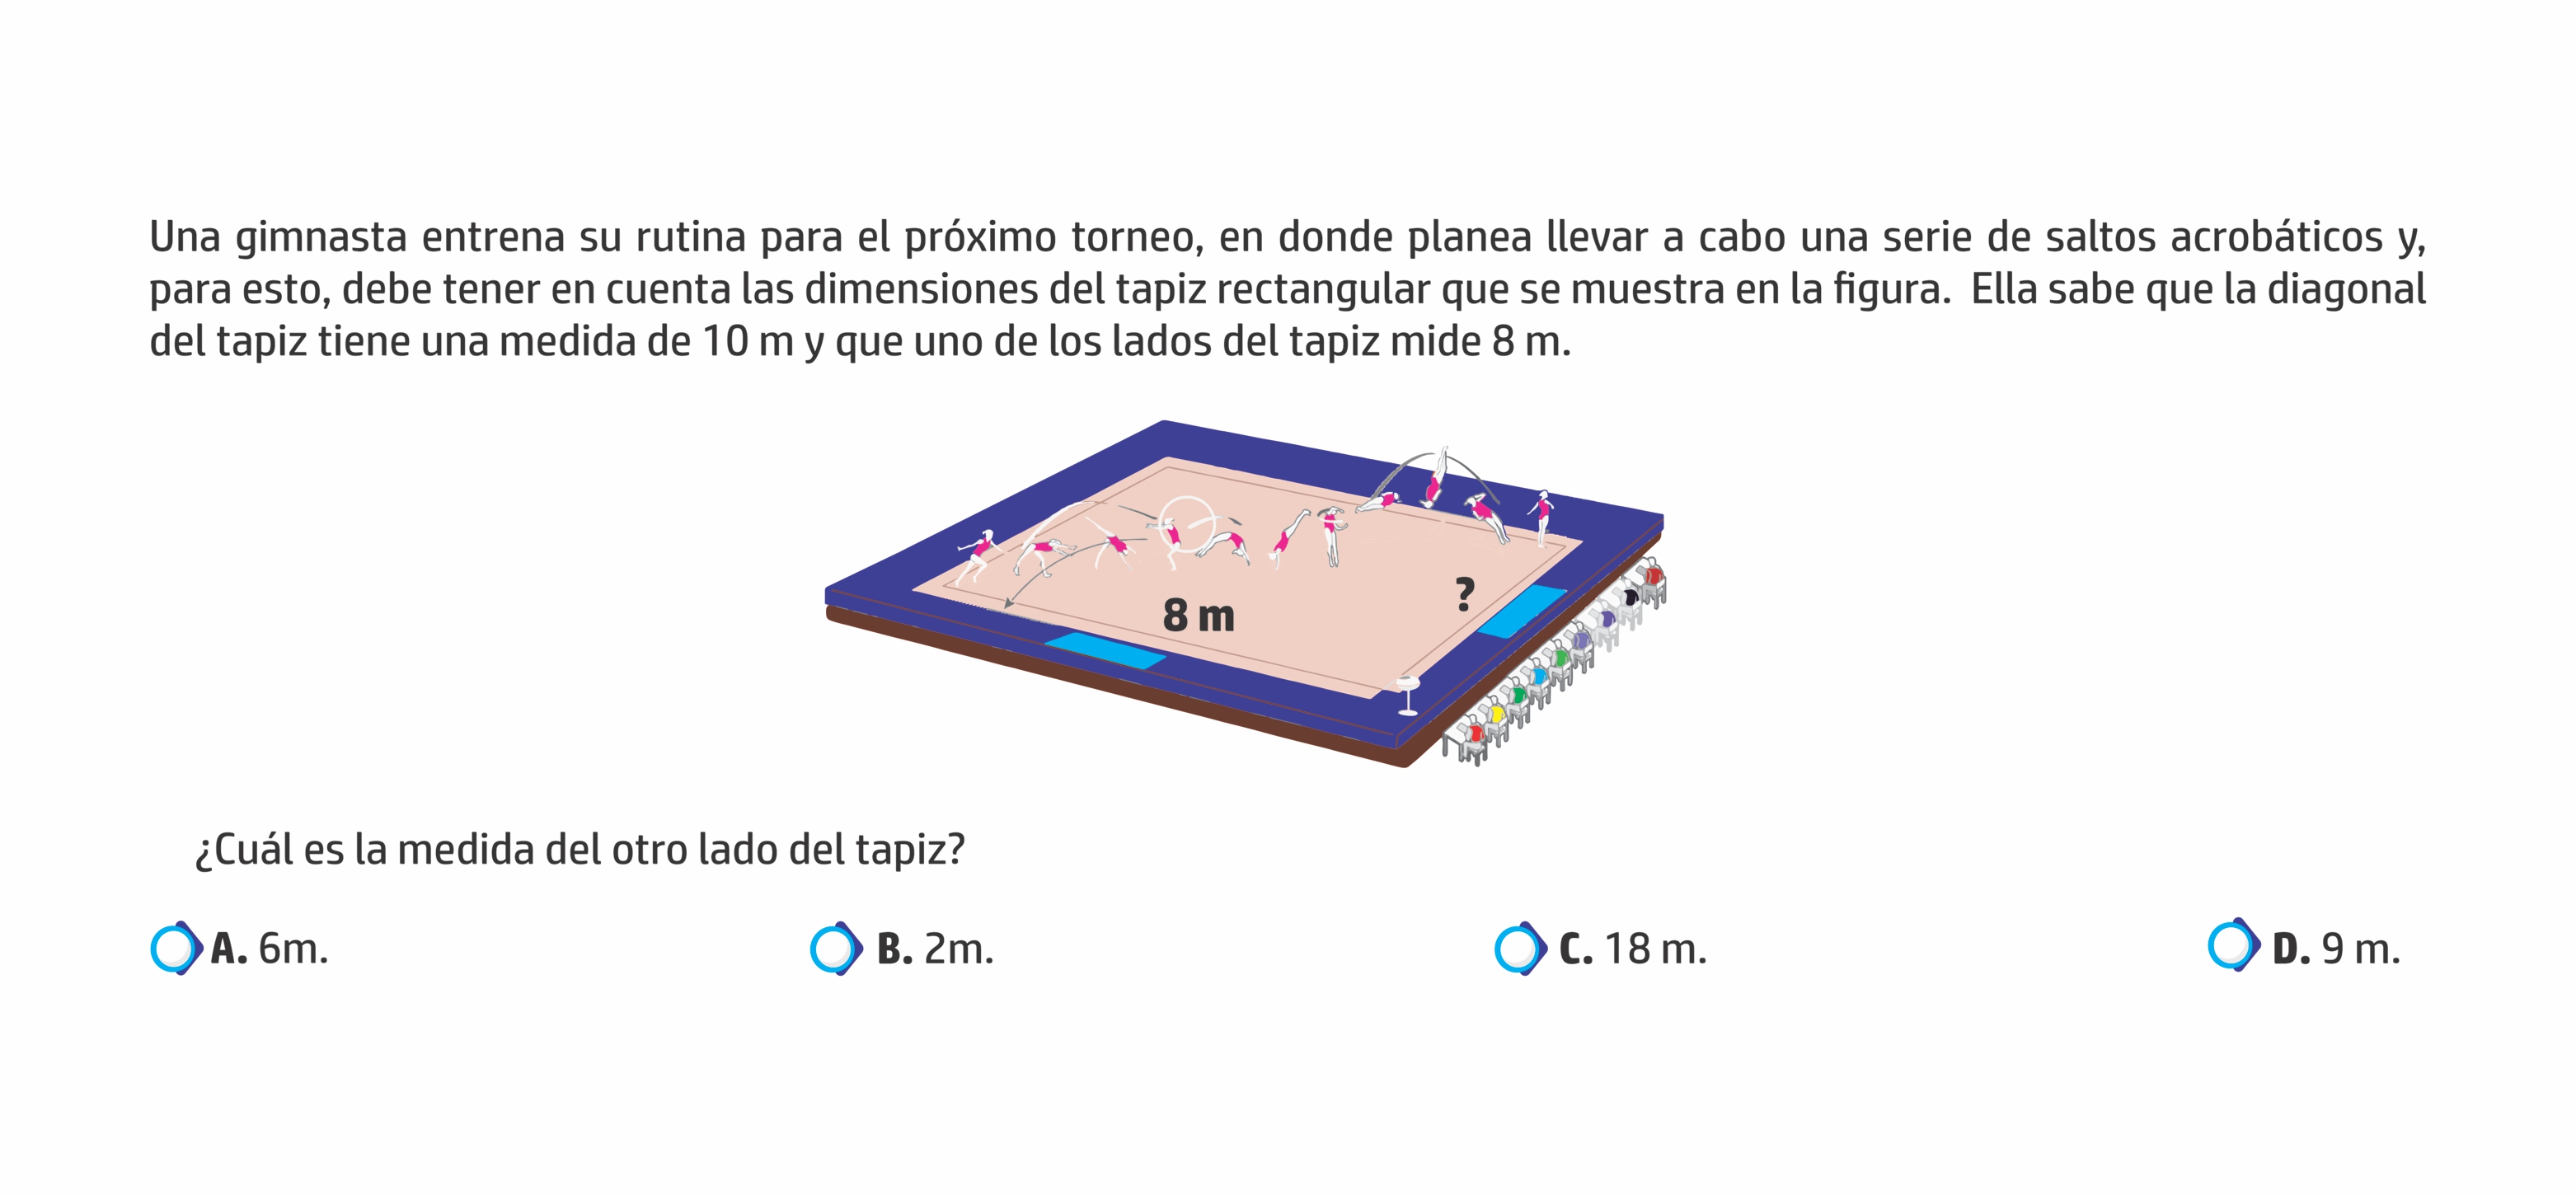 Una gimnasta entrena su rutina para el próximo torneo, en donde planea llevar a cabo una serie de saltos acrobáticos y,
para esto, debe tener en cuenta las dimensiones del tapiz rectangular que se muestra en la figura. Ella sabe que la diagonal
del tapiz tiene una medida de 10 m y que uno de los lados del tapiz mide 8 m.
?
8 m
¿Cuál es la medida del otro lado del tapiz?
A. 6m. B. 2m. C. 18 m. D. 9 m.